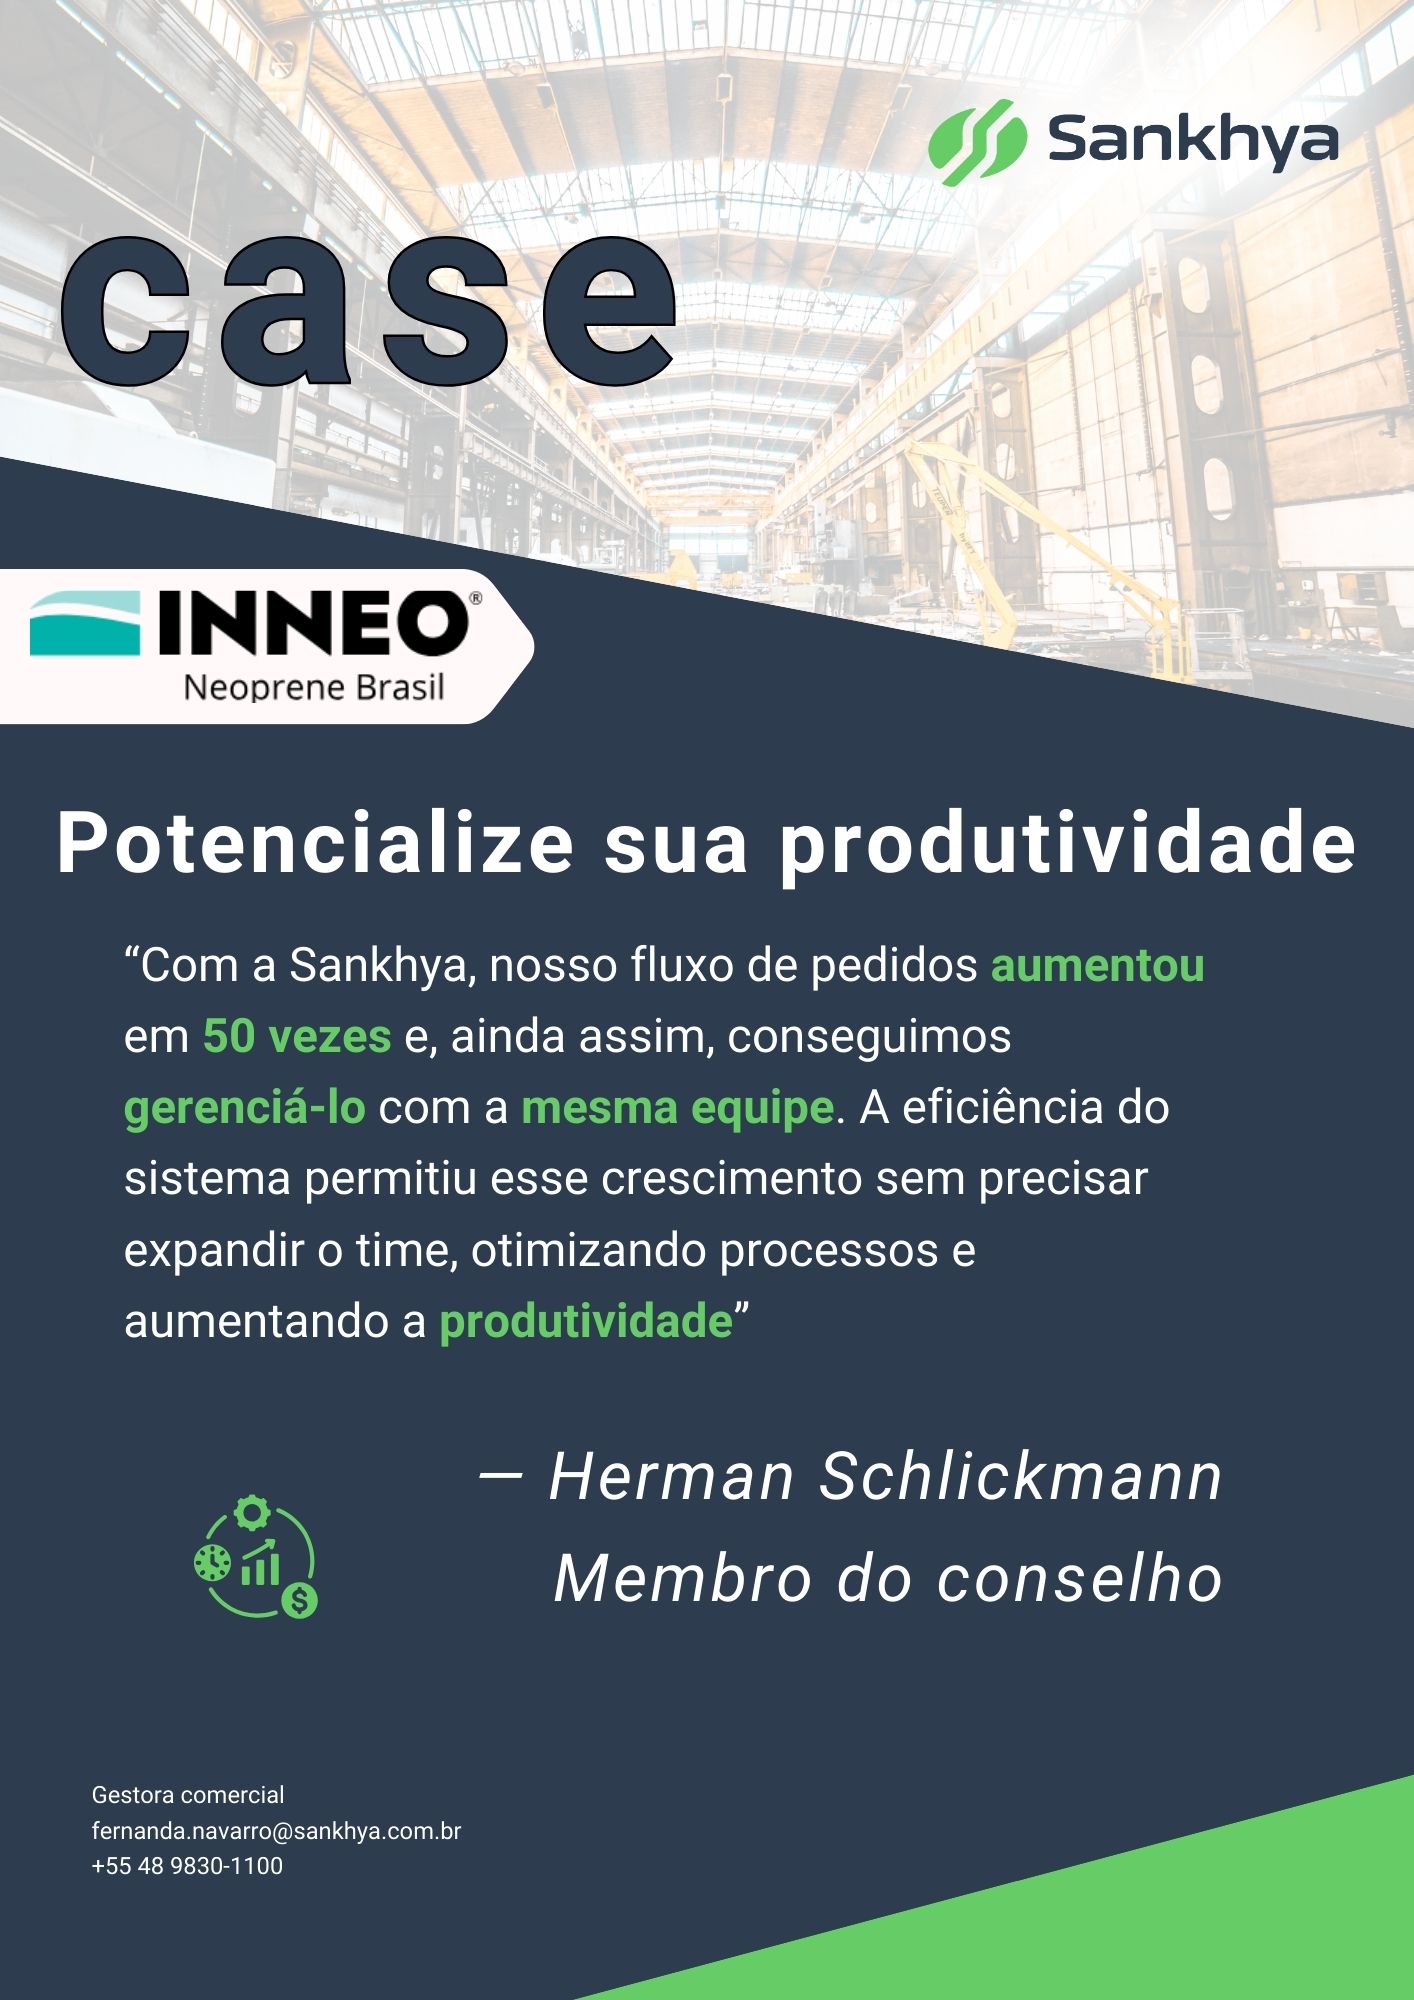 Sankhya
case
INNEO®
Neoprene Brasil
Potencialize sua produtividade
“Com a Sankhya, nosso fluxo de pedidos aumentou
em 50 vezes e, ainda assim, conseguimos
gerenciá-lo com a mesma equipe. A eficiência do
sistema permitiu esse crescimento sem precisar
expandir o time, otimizando processos e
aumentando a produtividade”
— Herman Schlickmann
Membro do conselho
Gestora comercial
fernanda.navarro@sankhya.com.br
+55 48 9830-1100